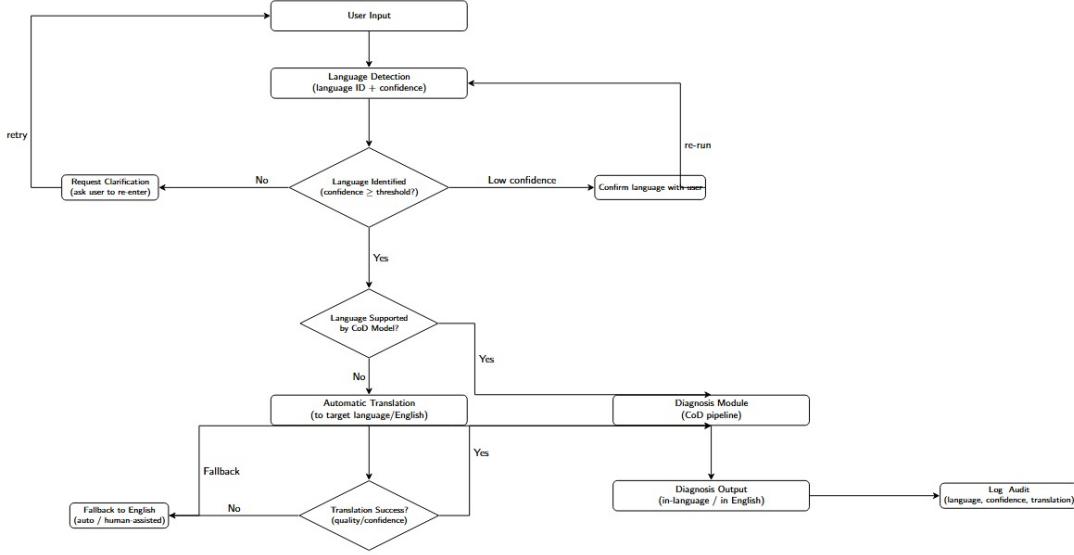 User Input
Language Detection
(language ID + confidence)
retry
re-run
Request Clarification
(ask user to re-enter)
No
Language Identified
(confidence ≥ threshold?)
Low confidence
Confirm language with user
Yes
Language Supported
by CoD Model?
Yes
No
Automatic Translation
(to target language/English)
Diagnosis Module
(CoD pipeline)
Yes
Fallback
Fallback to English
(auto / human-assisted)
No
Translation Success?
(quality/confidence)
Diagnosis Output
(in-language / in English)
Log Audit
(language, confidence, translation)